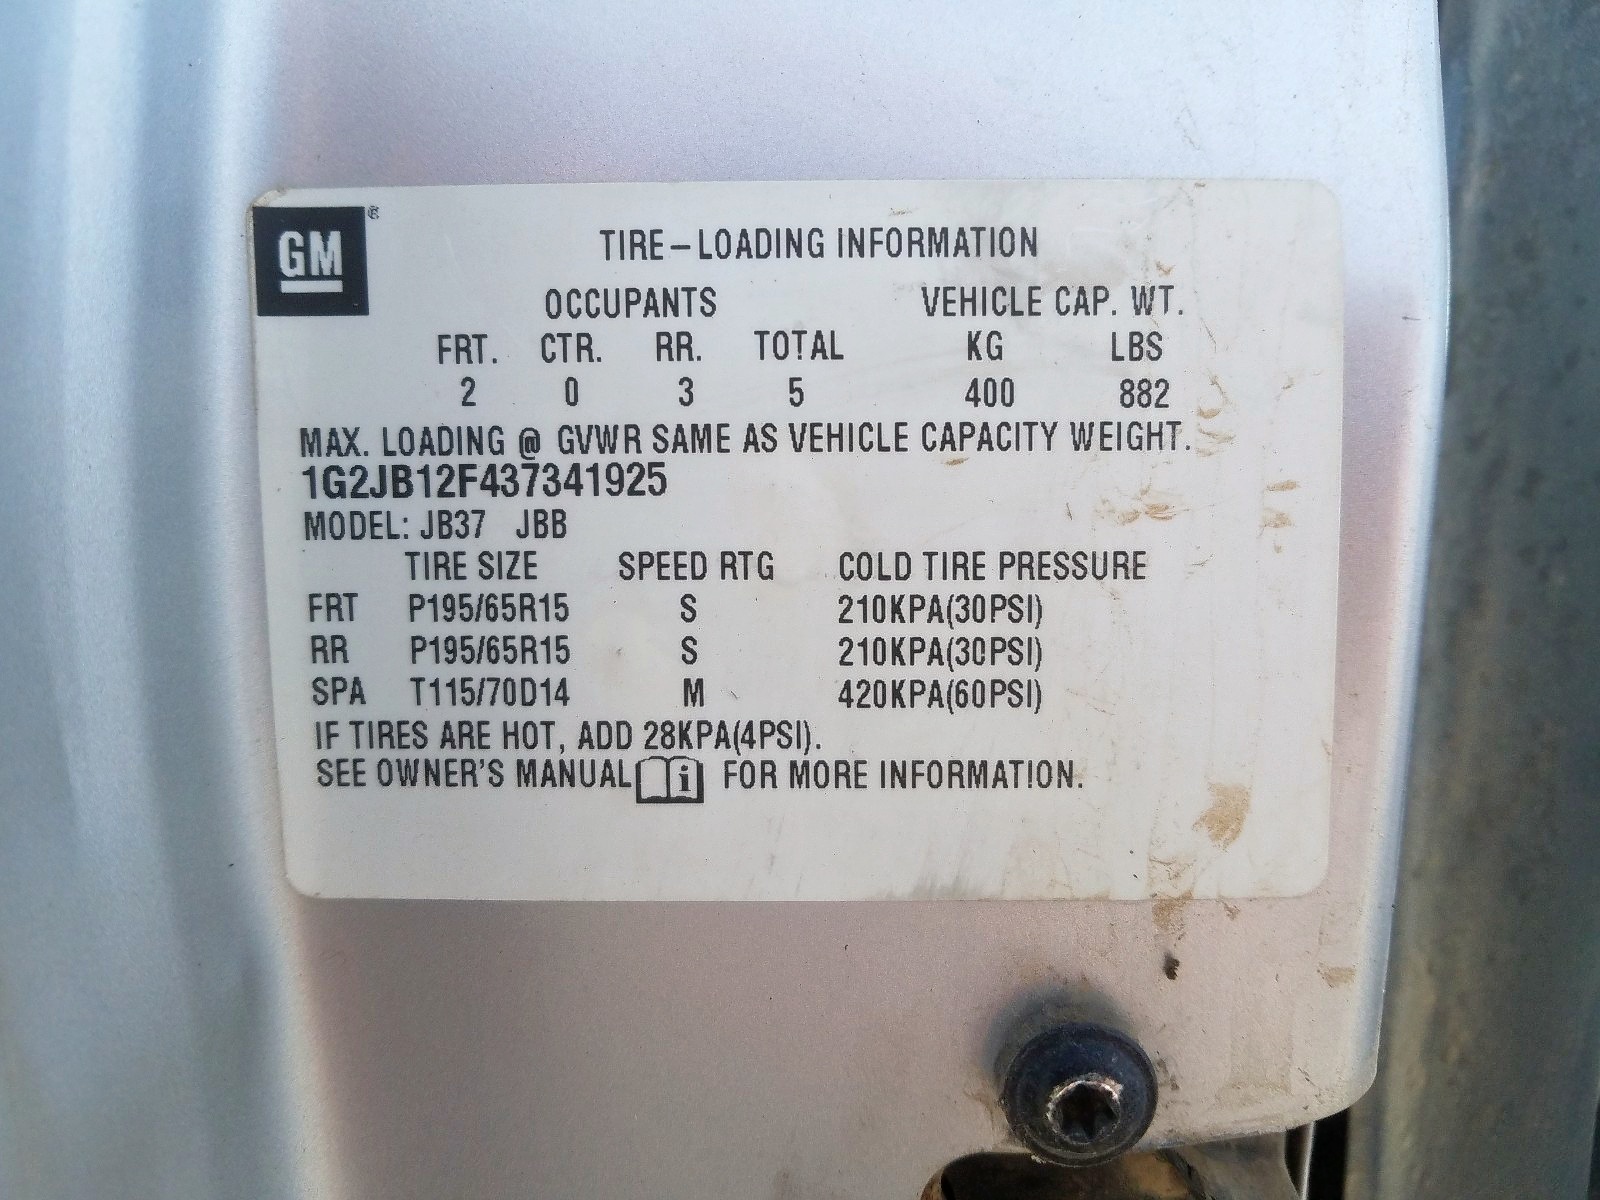 GM ®
TIRE-LOADING INFORMATION
OCCUPANTS VEHICLE CAP. WT.
FRT. CTR. RR. TOTAL KG LBS
2 0 3 5 400 882
MAX. LOADING @ GVWR SAME AS VEHICLE CAPACITY WEIGHT.
1G2JB12F437341925
MODEL: JB37 JBB
TIRE SIZE SPEED RTG COLD TIRE PRESSURE
FRT P195/65R15 S 210KPA(30PSI)
RR P195/65R15 S 210KPA(30PSI)
SPA T115/70D14 M 420KPA(60PSI)
IF TIRES ARE HOT, ADD 28KPA(4PSI).
SEE OWNER'S MANUAL i FOR MORE INFORMATION.